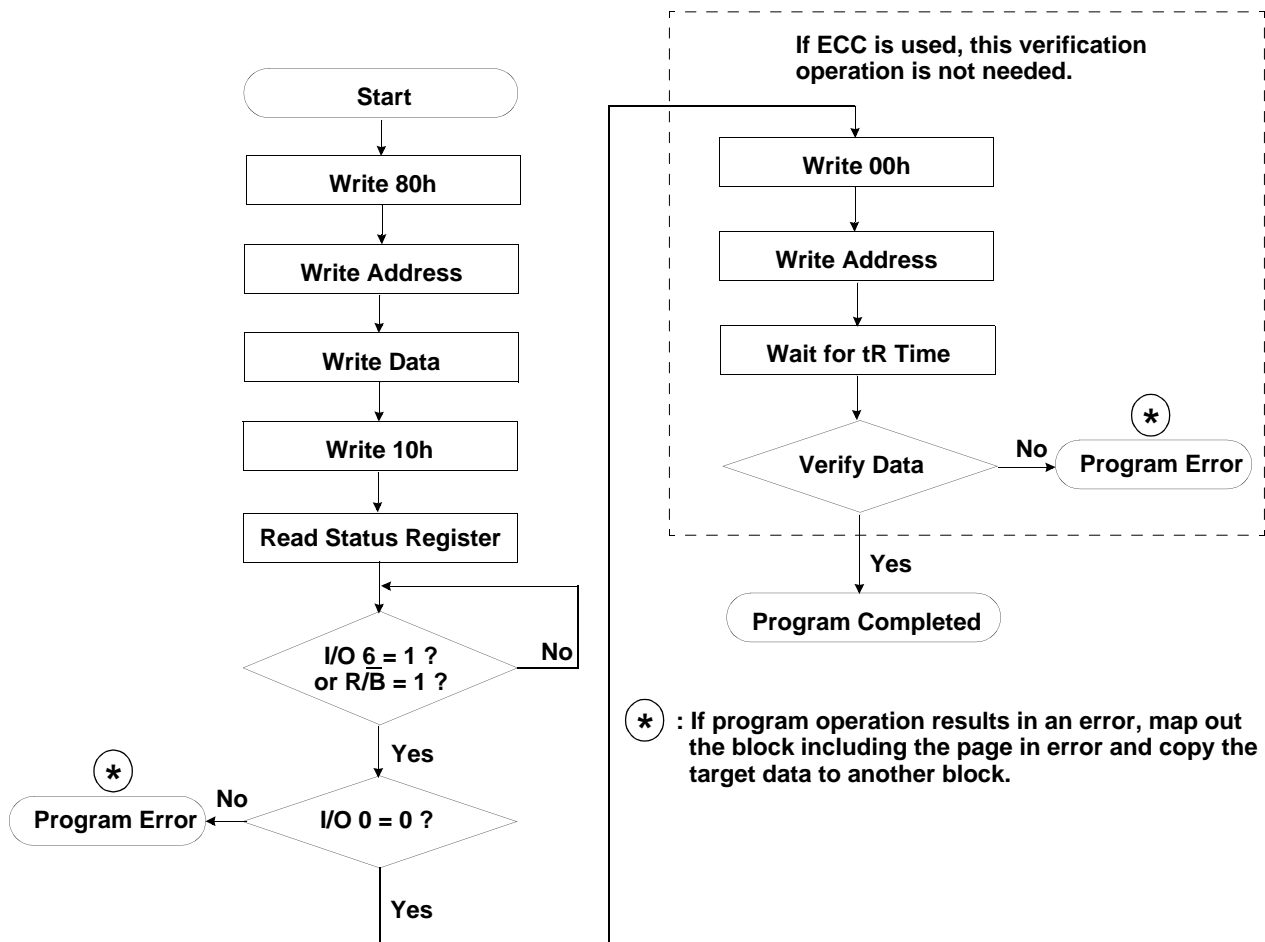 Start
Write 80h
Write Address
Write Data
Write 10h
Read Status Register
I/O 6 = 1 ?
or R/B̅ = 1 ?
No
Yes
*
No
Program Error
I/O 0 = 0 ?
Yes
If ECC is used, this verification
operation is not needed.
Write 00h
Write Address
Wait for tR Time
*
Verify Data
No
Program Error
Yes
Program Completed
* : If program operation results in an error, map out
the block including the page in error and copy the
target data to another block.